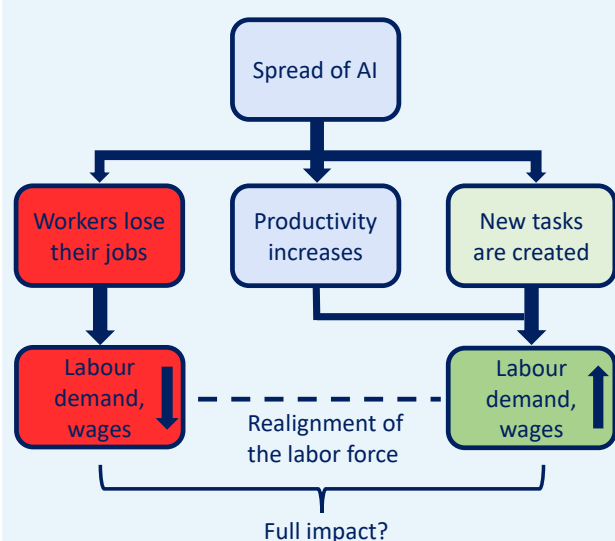 Spread of AI
Workers lose
their jobs
Productivity
increases
New tasks
are created
Labour
demand,
wages
Realignment of
the labor force
Labour
demand,
wages
Full impact?